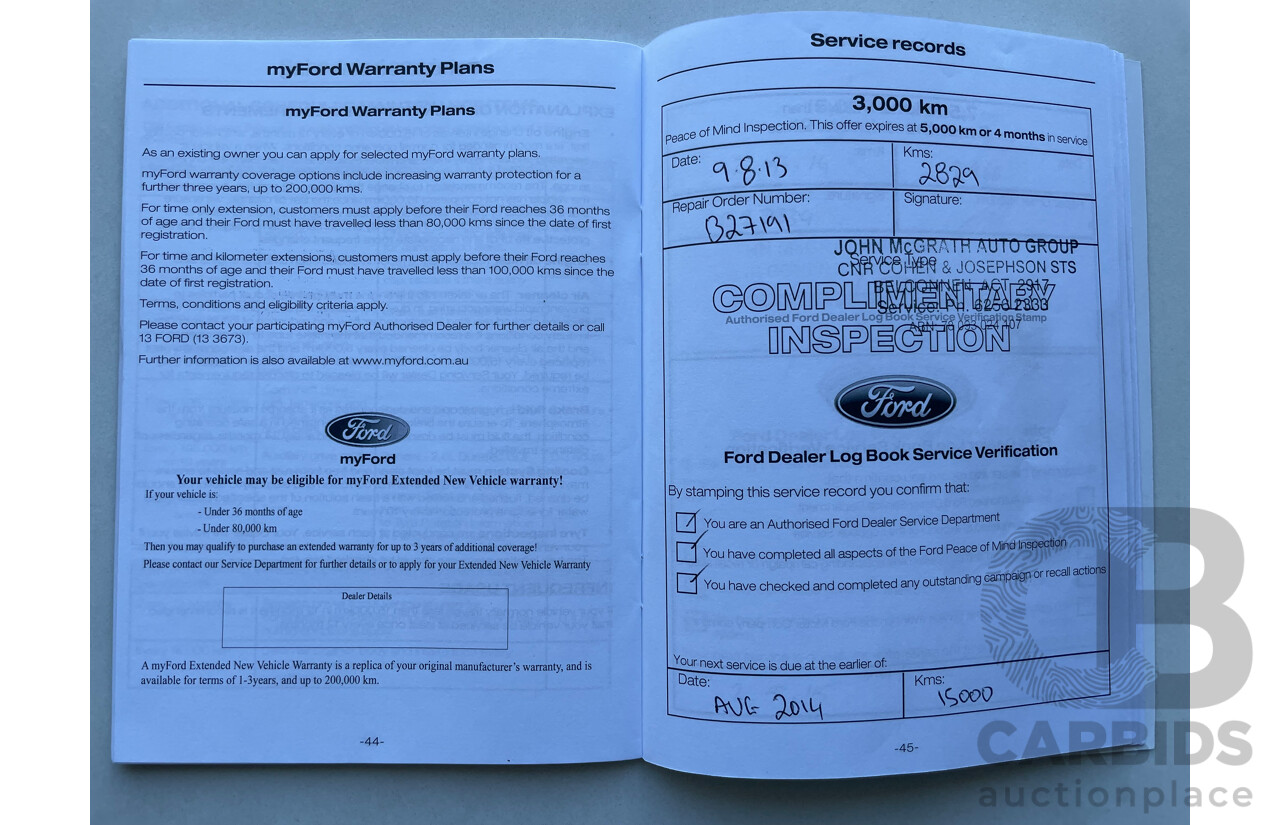 myFord Warranty Plans
myFord Warranty Plans
As an existing owner you can apply for selected myFord warranty plans.
myFord warranty coverage options include increasing warranty protection for a
further three years, up to 200,000 kms.
For time only extension, customers must apply before their Ford reaches 36 months
of age and their Ford must have travelled less than 80,000 kms since the date of first
registration.
For time and kilometer extensions, customers must apply before their Ford reaches
36 months of age and their Ford must have travelled less than 100,000 kms since the
date of first registration.
Terms, conditions and eligibility criteria apply.
Please contact your participating myFord Authorised Dealer for further details or call
13 FORD (13 3673).
Further information is also available at www.myford.com.au
Ford
myFord
Your vehicle may be eligible for myFord Extended New Vehicle warranty!
If your vehicle is:
- Under 36 months of age
- Under 80,000 km
Then you may qualify to purchase an extended warranty for up to 3 years of additional coverage!
Please contact our Service Department for further details or to apply for your Extended New Vehicle Warranty
Dealer Details
A myFord Extended New Vehicle Warranty is a replica of your original manufacturer's warranty, and is
available for terms of 1-3years, and up to 200,000 km.
-44-
Service records
3,000 km
Peace of Mind Inspection. This offer expires at 5,000 km or 4 months in service
Date: 9.8.13
Kms: 2829
Repair Order Number: B27191
Signature:
JOHN McGRATH AUTO GROUP
Service Type
CNR COHEN & JOSEPHSON STS
BELCONNEN ACT 2917
COMPLIMENTARY
Authorised Ford Dealer Log Book Service Verification Stamp
INSPECTION
Ford
Ford Dealer Log Book Service Verification
By stamping this service record you confirm that:
You are an Authorised Ford Dealer Service Department
You have completed all aspects of the Ford Peace of Mind Inspection
You have checked and completed any outstanding campaign or recall actions
Your next service is due at the earlier of:
Date: AUG 2014
Kms: 15000
-45-
CARBIDS
auctionplace